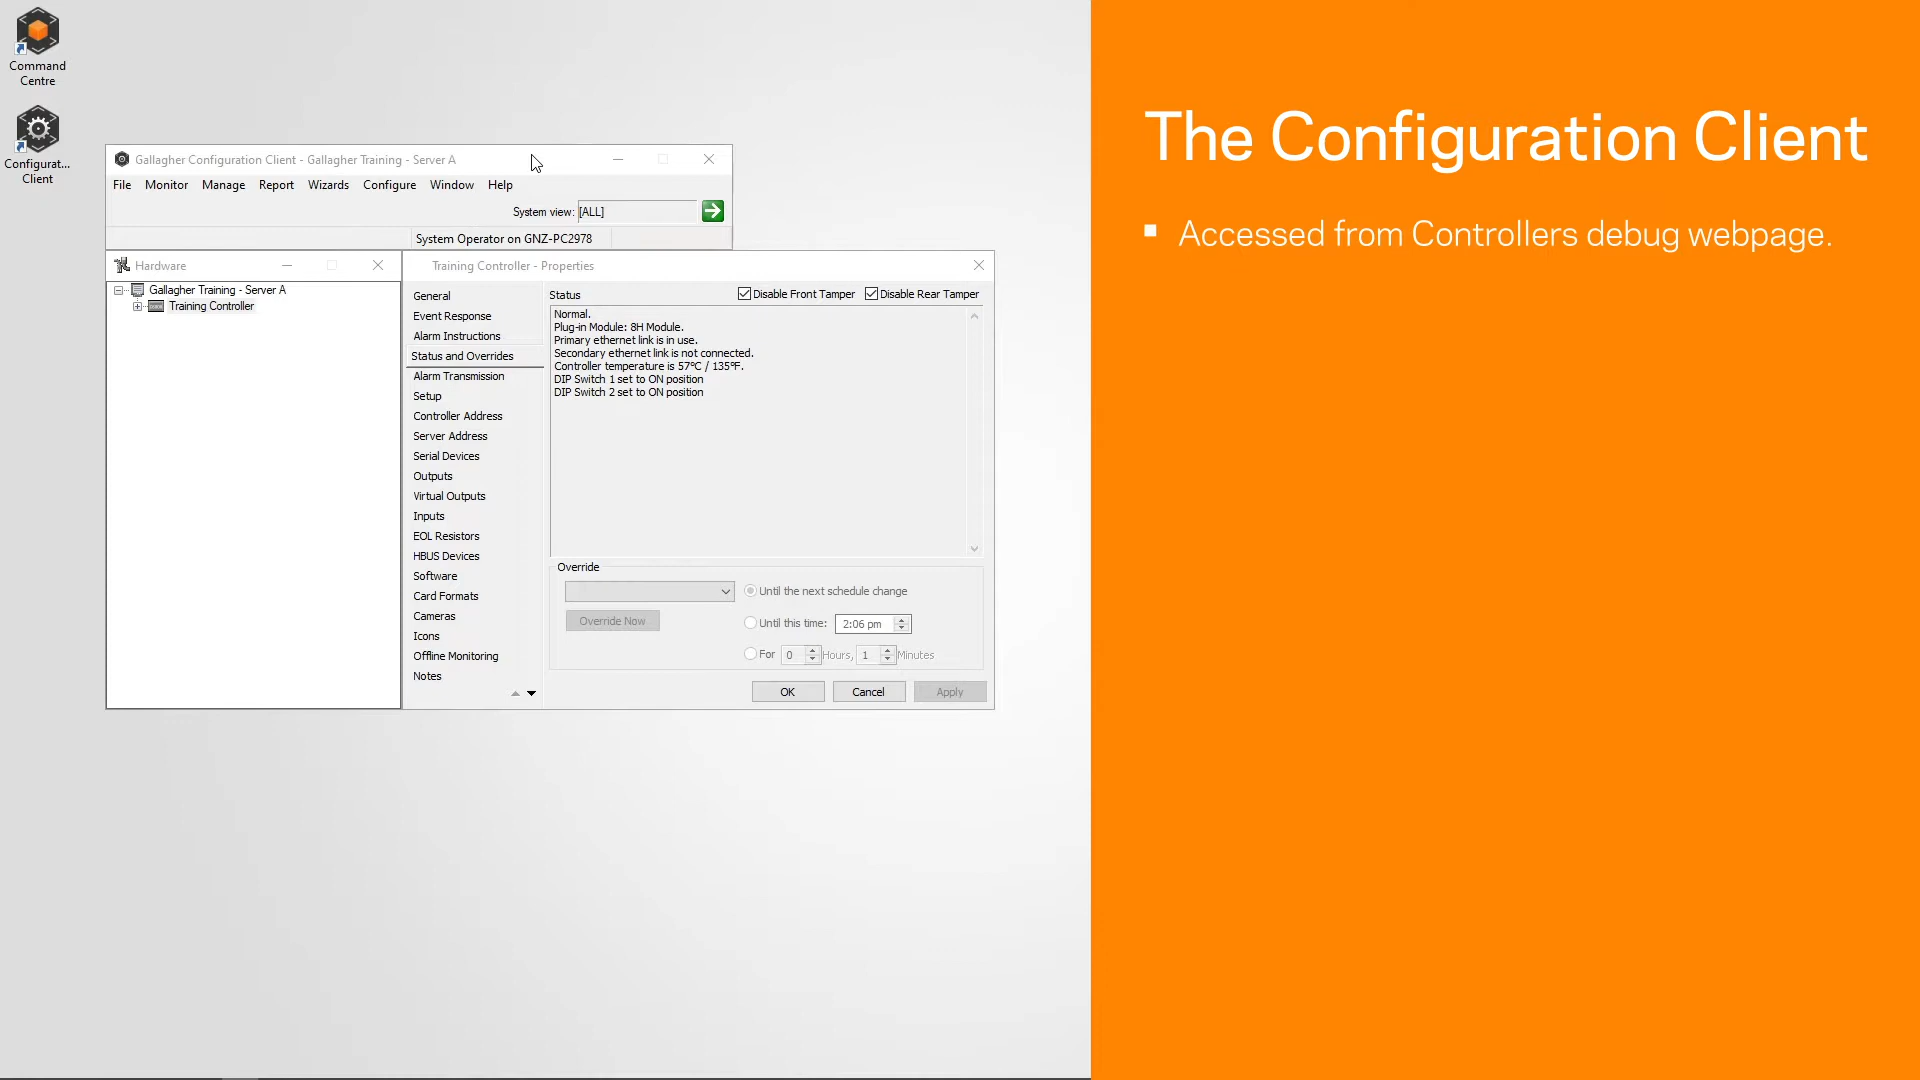 Command
Centre
Configurat...
Client
Gallagher Configuration Client - Gallagher Training - Server A
File Monitor Manage Report Wizards Configure Window Help
System view: [ALL]
System Operator on GNZ-PC2978
Hardware
Gallagher Training - Server A
Training Controller
Training Controller - Properties
General
Event Response
Alarm Instructions
Status and Overrides
Alarm Transmission
Setup
Controller Address
Server Address
Serial Devices
Outputs
Virtual Outputs
Inputs
EOL Resistors
HBUS Devices
Software
Card Formats
Cameras
Icons
Offline Monitoring
Notes
Status Disable Front Tamper Disable Rear Tamper
Normal.
Plug-in Module: 8H Module.
Primary ethernet link is in use.
Secondary ethernet link is not connected.
Controller temperature is 57°C / 135°F.
DIP Switch 1 set to ON position
DIP Switch 2 set to ON position
Override
Until the next schedule change
Override Now
Until this time: 2:06 pm
For 0 Hours, 1 Minutes
OK Cancel Apply
The Configuration Client
Accessed from Controllers debug webpage.